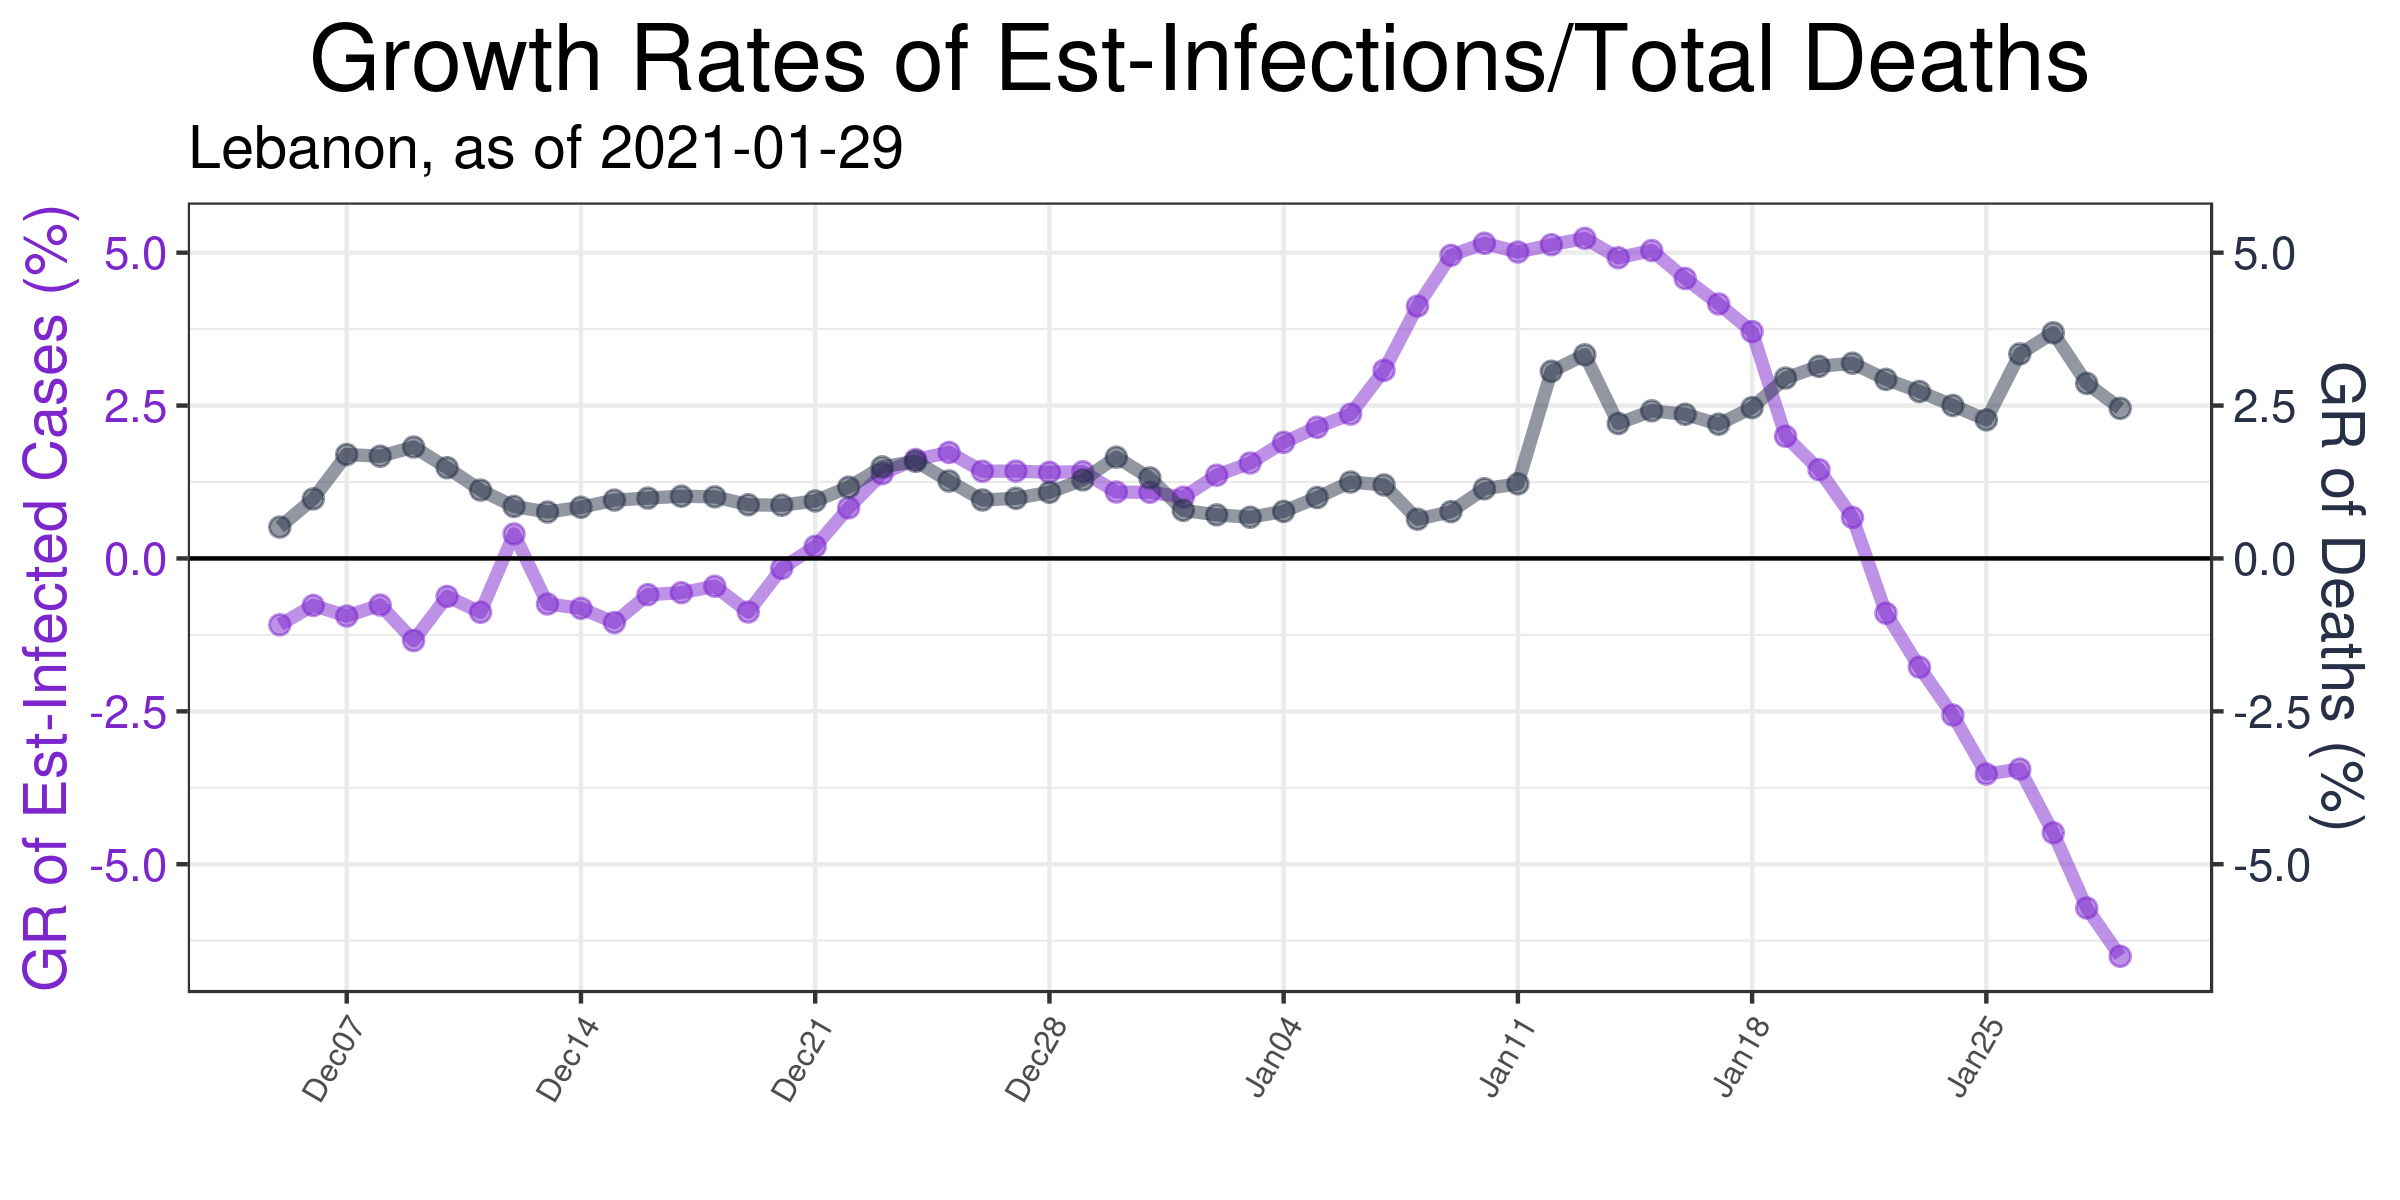 Growth Rates of Est-Infections/Total Deaths
Lebanon, as of 2021-01-29
GR of Est-Infected Cases (%)
5.0
2.5
0.0
-2.5
-5.0
5.0
2.5
0.0
-2.5
-5.0
GR of Deaths (%)
Dec07
Dec14
Dec21
Dec28
Jan04
Jan11
Jan18
Jan25